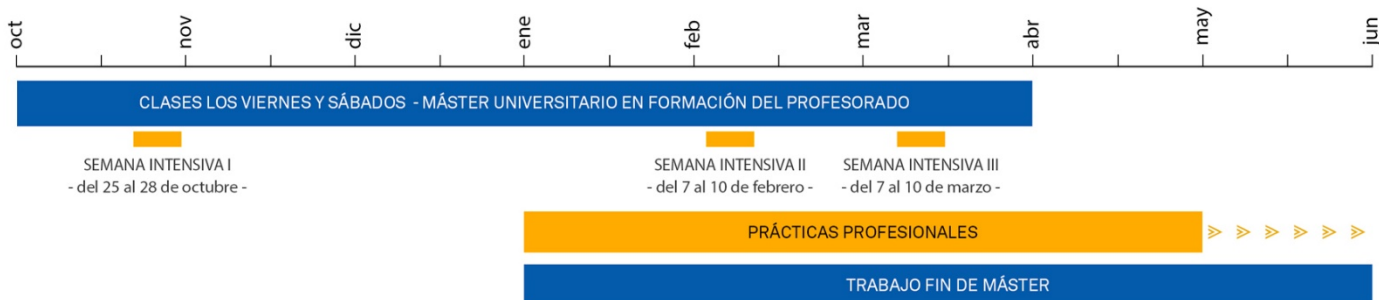 oct nov dic ene feb mar abr may jun
CLASES LOS VIERNES Y SÁBADOS - MÁSTER UNIVERSITARIO EN FORMACIÓN DEL PROFESORADO
SEMANA INTENSIVA I
- del 25 al 28 de octubre -
SEMANA INTENSIVA II
- del 7 al 10 de febrero -
SEMANA INTENSIVA III
- del 7 al 10 de marzo -
PRÁCTICAS PROFESIONALES
TRABAJO FIN DE MÁSTER